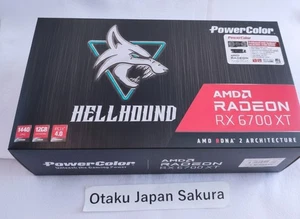 PowerColor
HELLHOUND
AMD
RADEON
RX 6700 XT
AMD RDNA 2 ARCHITECTURE
1440
12GB
4.0
PowerColor
AMD
RADEON
RX 6700 XT
Otaku Japan Sakura